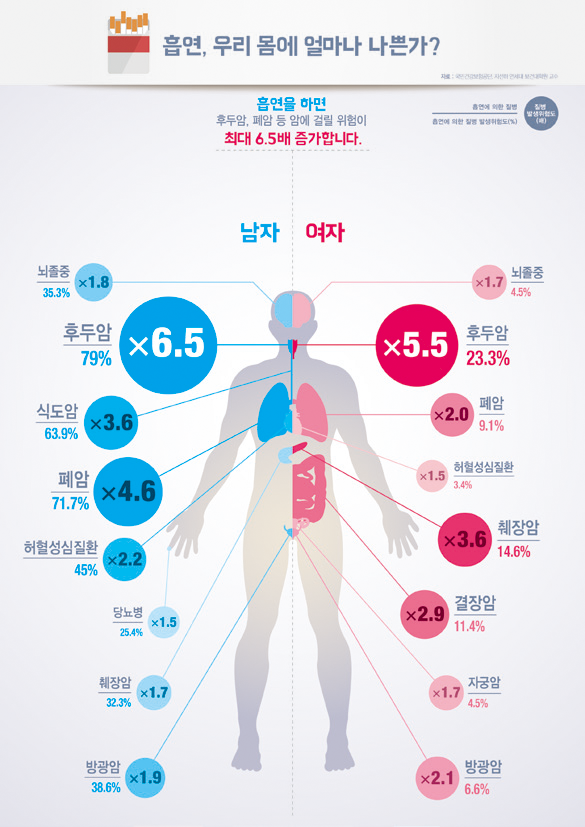 흡연, 우리 몸에 얼마나 나쁜가?
자료 : 국민건강보험공단, 지선하 연세대 보건대학원 교수
흡연을 하면
후두암, 폐암 등 암에 걸릴 위험이
최대 6.5배 증가합니다.
흡연에 의한 질병
흡연에 의한 질병 발생위험도(%)
질병
발생위험도
(배)
남자
여자
뇌졸중
35.3%
×1.8
후두암
79%
×6.5
식도암
63.9%
×3.6
폐암
71.7%
×4.6
허혈성심질환
45%
×2.2
당뇨병
25.4%
×1.5
췌장암
32.3%
×1.7
방광암
38.6%
×1.9
×1.7
뇌졸중
4.5%
×5.5
후두암
23.3%
×2.0
폐암
9.1%
×1.5
허혈성심질환
3.4%
×3.6
췌장암
14.6%
×2.9
결장암
11.4%
×1.7
자궁암
4.5%
×2.1
방광암
6.6%